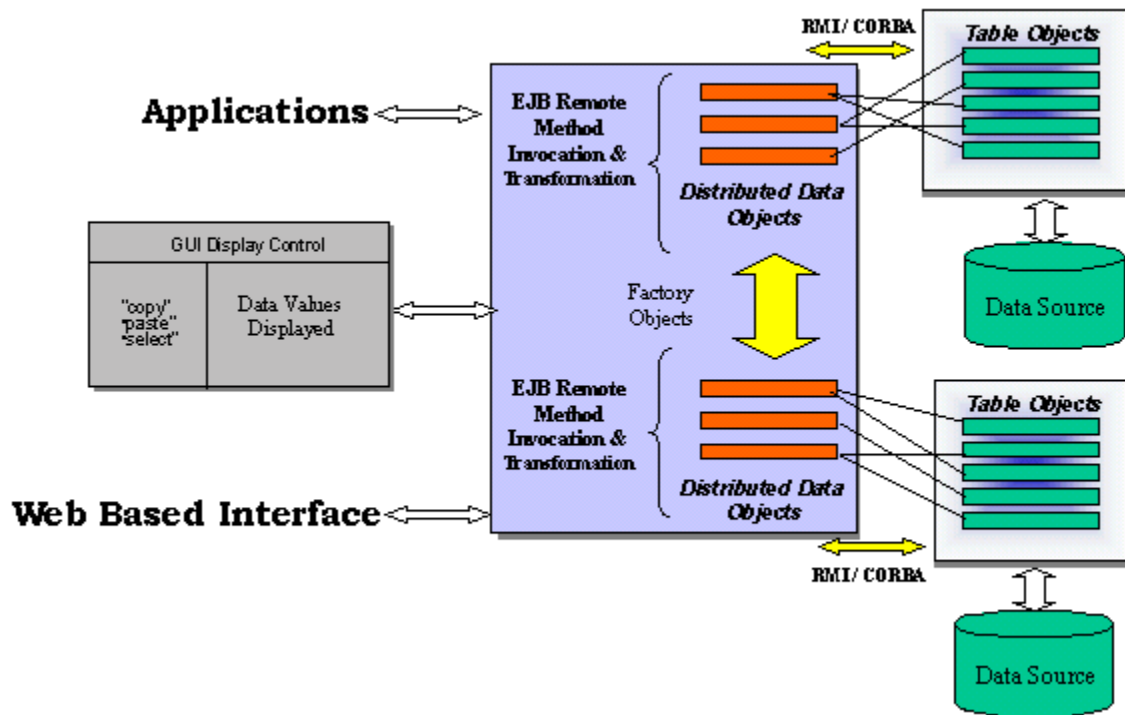 RMI/ CORBA
Table Objects
Applications
EJB Remote
Method
Invocation &
Transformation
Distributed Data
Objects
GUI Display Control
"copy"
"paste"
"select"
Data Values
Displayed
Factory
Objects
Data Source
EJB Remote
Method
Invocation &
Transformation
Distributed Data
Objects
Table Objects
Web Based Interface
RMI/ CORBA
Data Source